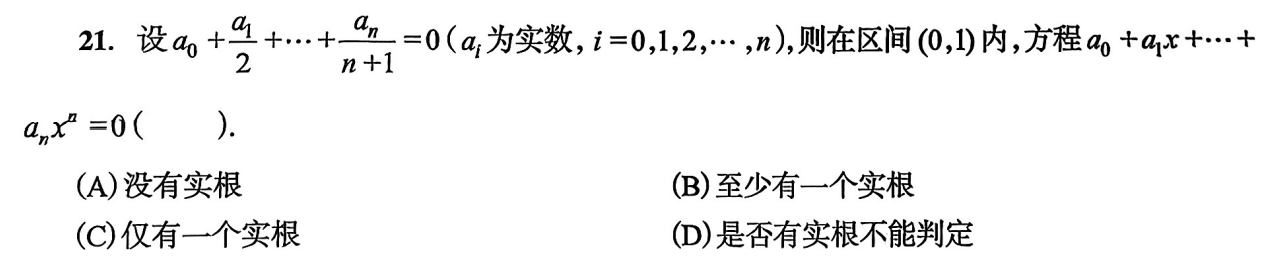 21. 设 a₀ + a₁/2 + ⋯ + aₙ/(n+1) = 0 ( aᵢ 为实数, i = 0,1,2,⋯,n), 则在区间 (0,1) 内, 方程 a₀ + a₁x + ⋯ +
aₙxⁿ = 0 (  ).
(A) 没有实根 (B) 至少有一个实根
(C) 仅有一个实根 (D) 是否有实根不能判定